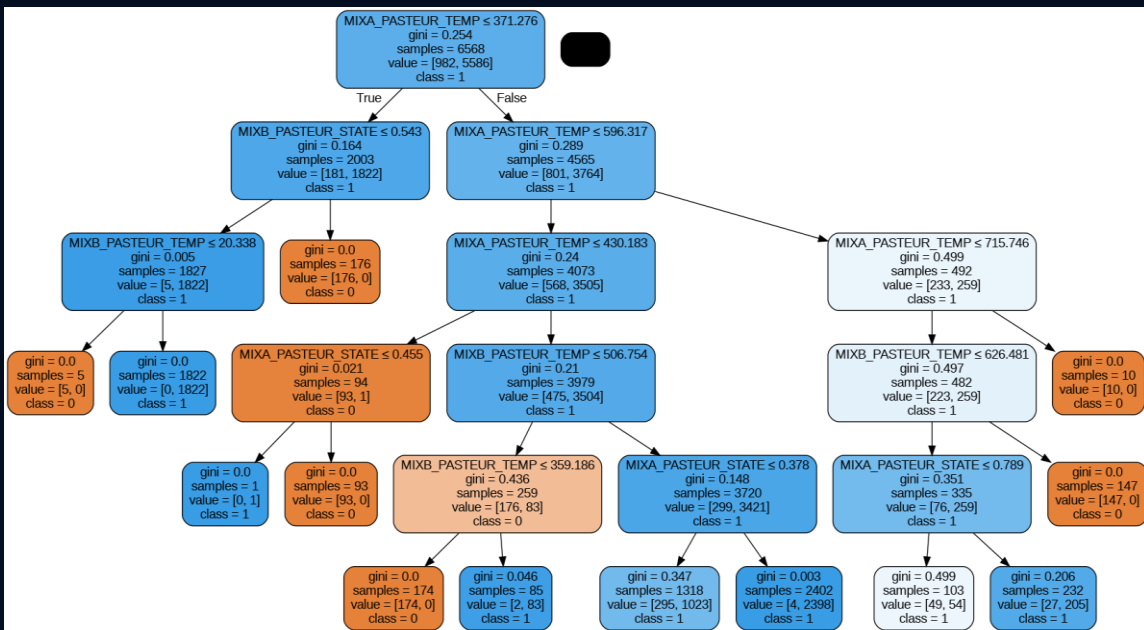 MIXA_PASTEUR_TEMP ≤ 371.276
gini = 0.254
samples = 6568
value = [982, 5586]
class = 1
True
False
MIXB_PASTEUR_STATE ≤ 0.543
gini = 0.164
samples = 2003
value = [181, 1822]
class = 1
MIXA_PASTEUR_TEMP ≤ 596.317
gini = 0.289
samples = 4565
value = [801, 3764]
class = 1
MIXB_PASTEUR_TEMP ≤ 20.338
gini = 0.005
samples = 1827
value = [5, 1822]
class = 1
gini = 0.0
samples = 176
value = [176, 0]
class = 0
MIXA_PASTEUR_TEMP ≤ 430.183
gini = 0.24
samples = 4073
value = [568, 3505]
class = 1
MIXA_PASTEUR_TEMP ≤ 715.746
gini = 0.499
samples = 492
value = [233, 259]
class = 1
gini = 0.0
samples = 5
value = [5, 0]
class = 0
gini = 0.0
samples = 1822
value = [0, 1822]
class = 1
MIXA_PASTEUR_STATE ≤ 0.455
gini = 0.021
samples = 94
value = [93, 1]
class = 0
MIXB_PASTEUR_TEMP ≤ 506.754
gini = 0.21
samples = 3979
value = [475, 3504]
class = 1
MIXB_PASTEUR_TEMP ≤ 626.481
gini = 0.497
samples = 482
value = [223, 259]
class = 1
gini = 0.0
samples = 10
value = [10, 0]
class = 0
gini = 0.0
samples = 1
value = [0, 1]
class = 1
gini = 0.0
samples = 93
value = [93, 0]
class = 0
MIXB_PASTEUR_TEMP ≤ 359.186
gini = 0.436
samples = 259
value = [176, 83]
class = 0
MIXA_PASTEUR_STATE ≤ 0.378
gini = 0.148
samples = 3720
value = [299, 3421]
class = 1
MIXA_PASTEUR_STATE ≤ 0.789
gini = 0.351
samples = 335
value = [76, 259]
class = 1
gini = 0.0
samples = 147
value = [147, 0]
class = 0
gini = 0.0
samples = 174
value = [174, 0]
class = 0
gini = 0.046
samples = 85
value = [2, 83]
class = 1
gini = 0.347
samples = 1318
value = [295, 1023]
class = 1
gini = 0.003
samples = 2402
value = [4, 2398]
class = 1
gini = 0.499
samples = 103
value = [49, 54]
class = 1
gini = 0.206
samples = 232
value = [27, 205]
class = 1